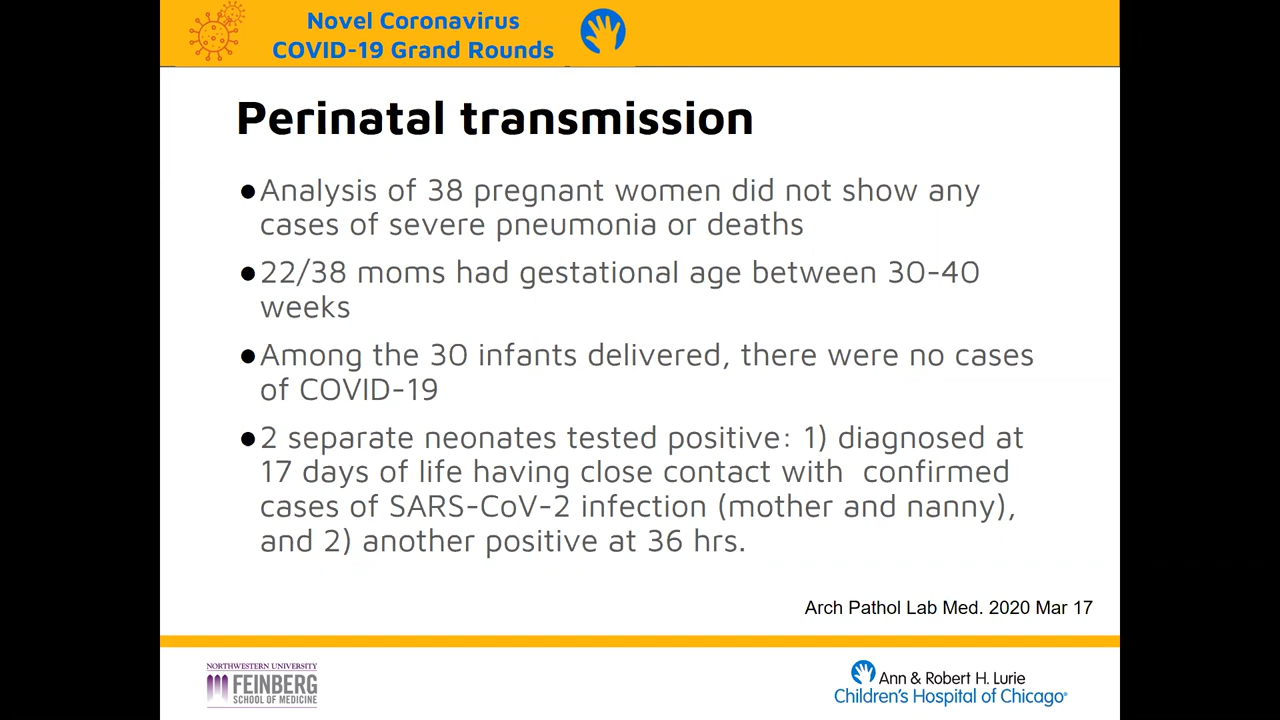 Novel Coronavirus
COVID-19 Grand Rounds
Perinatal transmission
●Analysis of 38 pregnant women did not show any
cases of severe pneumonia or deaths
●22/38 moms had gestational age between 30-40
weeks
●Among the 30 infants delivered, there were no cases
of COVID-19
●2 separate neonates tested positive: 1) diagnosed at
17 days of life having close contact with  confirmed
cases of SARS-CoV-2 infection (mother and nanny),
and 2) another positive at 36 hrs.
Arch Pathol Lab Med. 2020 Mar 17
NORTHWESTERN UNIVERSITY
FEINBERG
SCHOOL OF MEDICINE
Ann & Robert H. Lurie
Children's Hospital of Chicago®